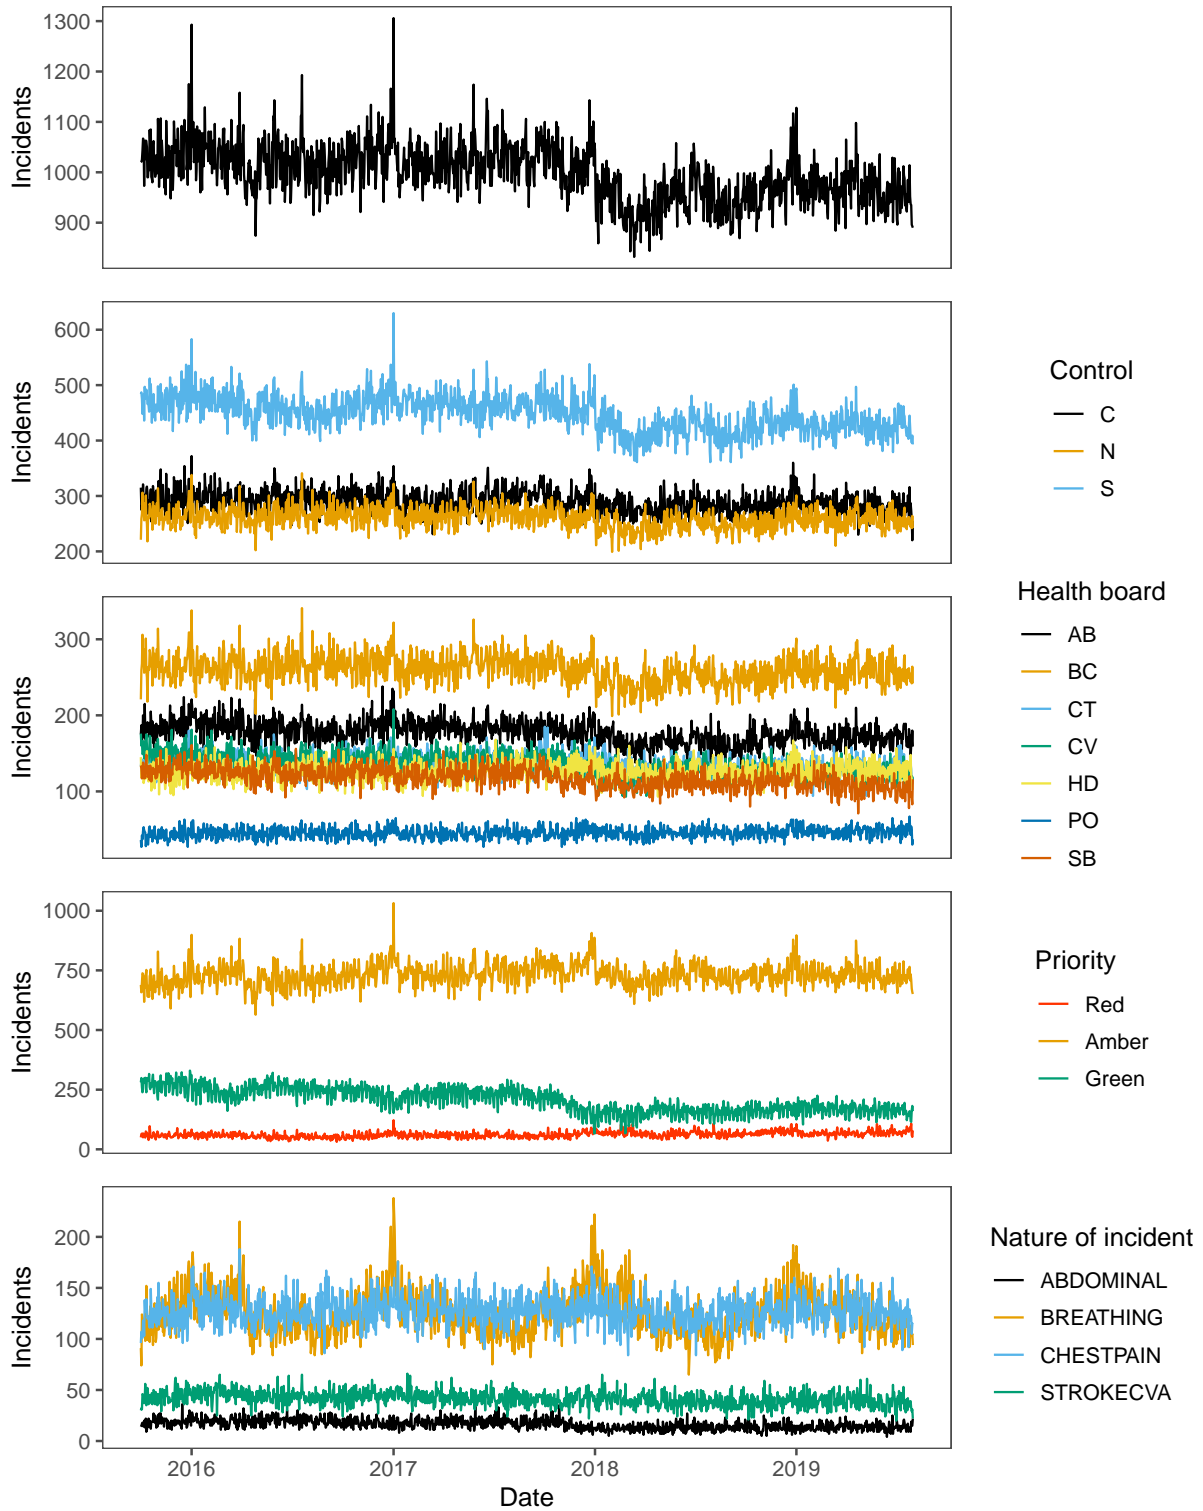 1300
1200
1100
1000
900
Incidents
600
500
400
300
200
Incidents
Control
C
N
S
300
200
100
Incidents
Health board
AB
BC
CT
CV
HD
PO
SB
1000
750
500
250
0
Incidents
Priority
Red
Amber
Green
200
150
100
50
0
Incidents
Nature of incident
ABDOMINAL
BREATHING
CHESTPAIN
STROKECVA
2016 2017 2018 2019
Date